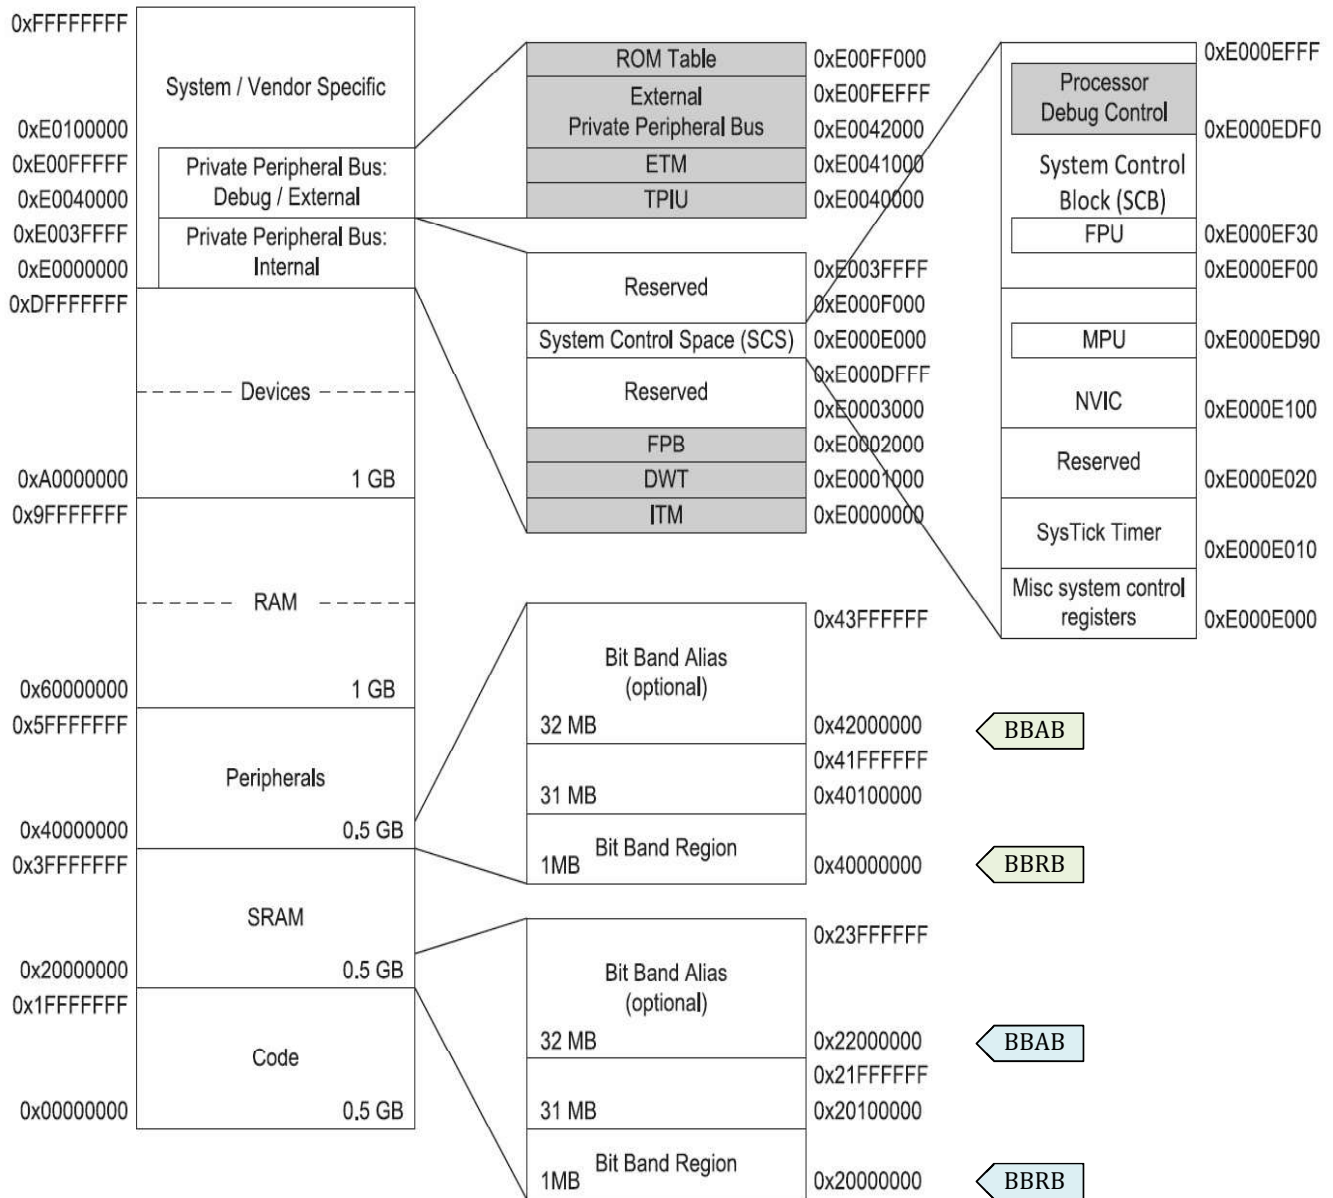 0xFFFFFFFF
System / Vendor Specific
0xE0100000
0xE00FFFFF
Private Peripheral Bus:
Debug / External
0xE0040000
0xE003FFFF
Private Peripheral Bus:
Internal
0xE0000000
0xDFFFFFFF
Devices
0xA0000000
1 GB
0x9FFFFFFF
RAM
0x60000000
1 GB
0x5FFFFFFF
Peripherals
0x40000000
0.5 GB
0x3FFFFFFF
SRAM
0x20000000
0.5 GB
0x1FFFFFFF
Code
0x00000000
0.5 GB
ROM Table
0xE00FF000
External
Private Peripheral Bus
0xE00FEFFF
0xE0042000
ETM
0xE0041000
TPIU
0xE0040000
Reserved
0xE003FFFF
0xE000F000
System Control Space (SCS)
0xE000E000
Reserved
0xE000DFFF
0xE0003000
FPB
0xE0002000
DWT
0xE0001000
ITM
0xE0000000
0x43FFFFFF
Bit Band Alias
(optional)
32 MB
0x42000000
BBAB
0x41FFFFFF
31 MB
0x40100000
Bit Band Region
1MB
0x40000000
BBRB
0x23FFFFFF
Bit Band Alias
(optional)
32 MB
0x22000000
BBAB
0x21FFFFFF
31 MB
0x20100000
Bit Band Region
1MB
0x20000000
BBRB
0xE000EFFF
Processor
Debug Control
0xE000EDF0
System Control
Block (SCB)
FPU
0xE000EF30
0xE000EF00
MPU
0xE000ED90
NVIC
0xE000E100
Reserved
0xE000E020
SysTick Timer
0xE000E010
Misc system control
registers
0xE000E000